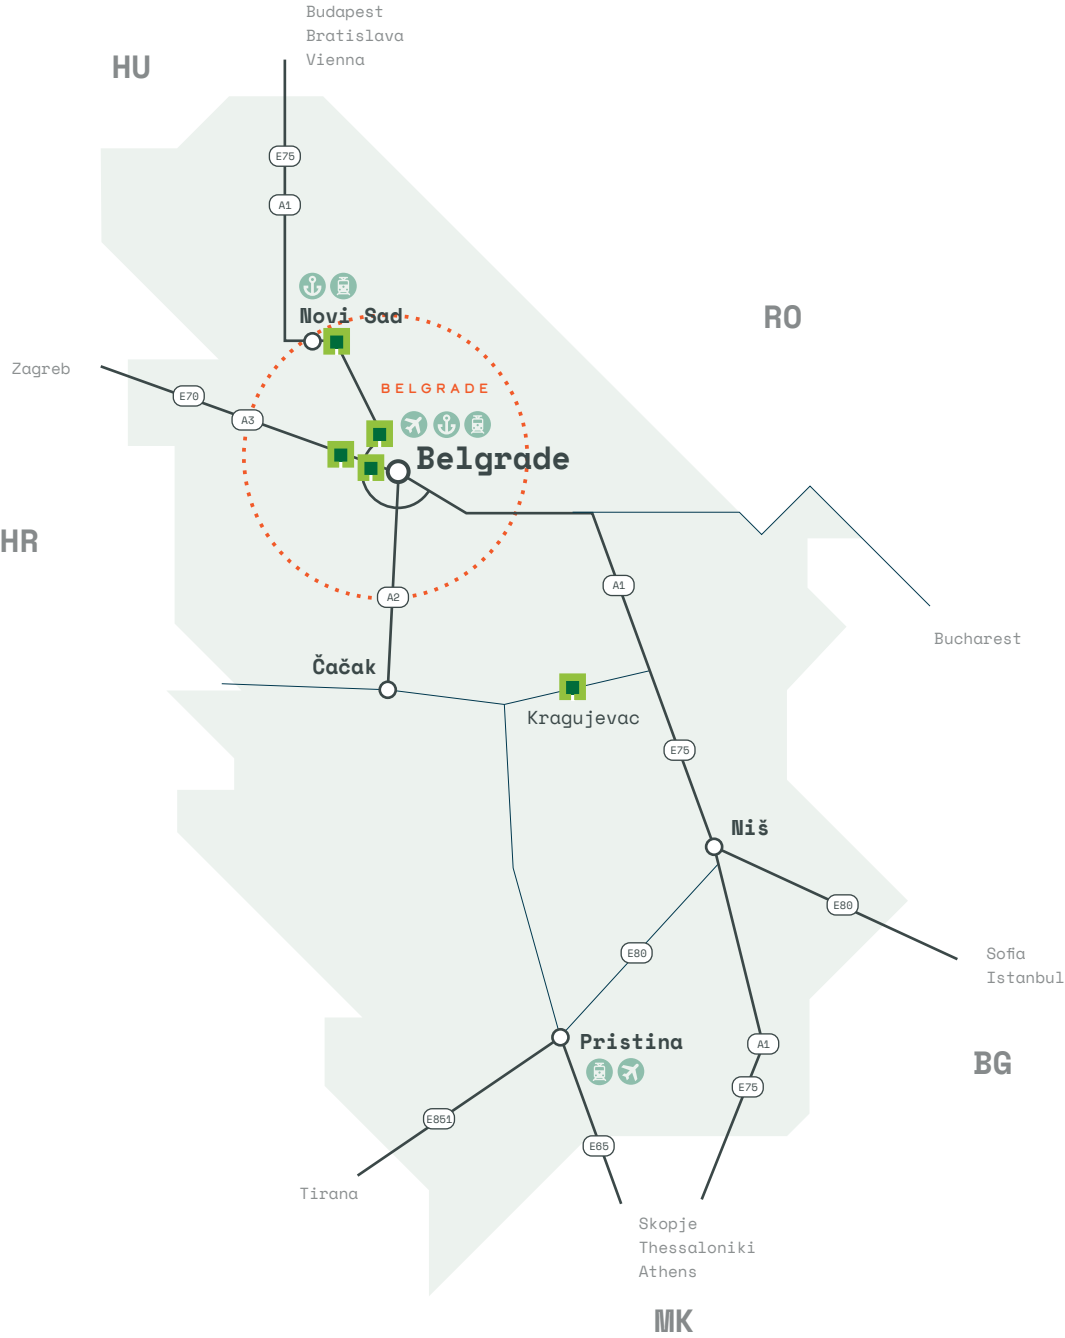 Budapest
Bratislava
Vienna
HU
E75
A1
Novi Sad
RO
Zagreb
E70
BELGRADE
A3
Belgrade
HR
A1
A2
Bucharest
Čačak
Kragujevac
E75
Niš
E80
E80
Sofia
Istanbul
Pristina
A1
BG
E75
E851
E65
Tirana
Skopje
Thessaloniki
Athens
MK